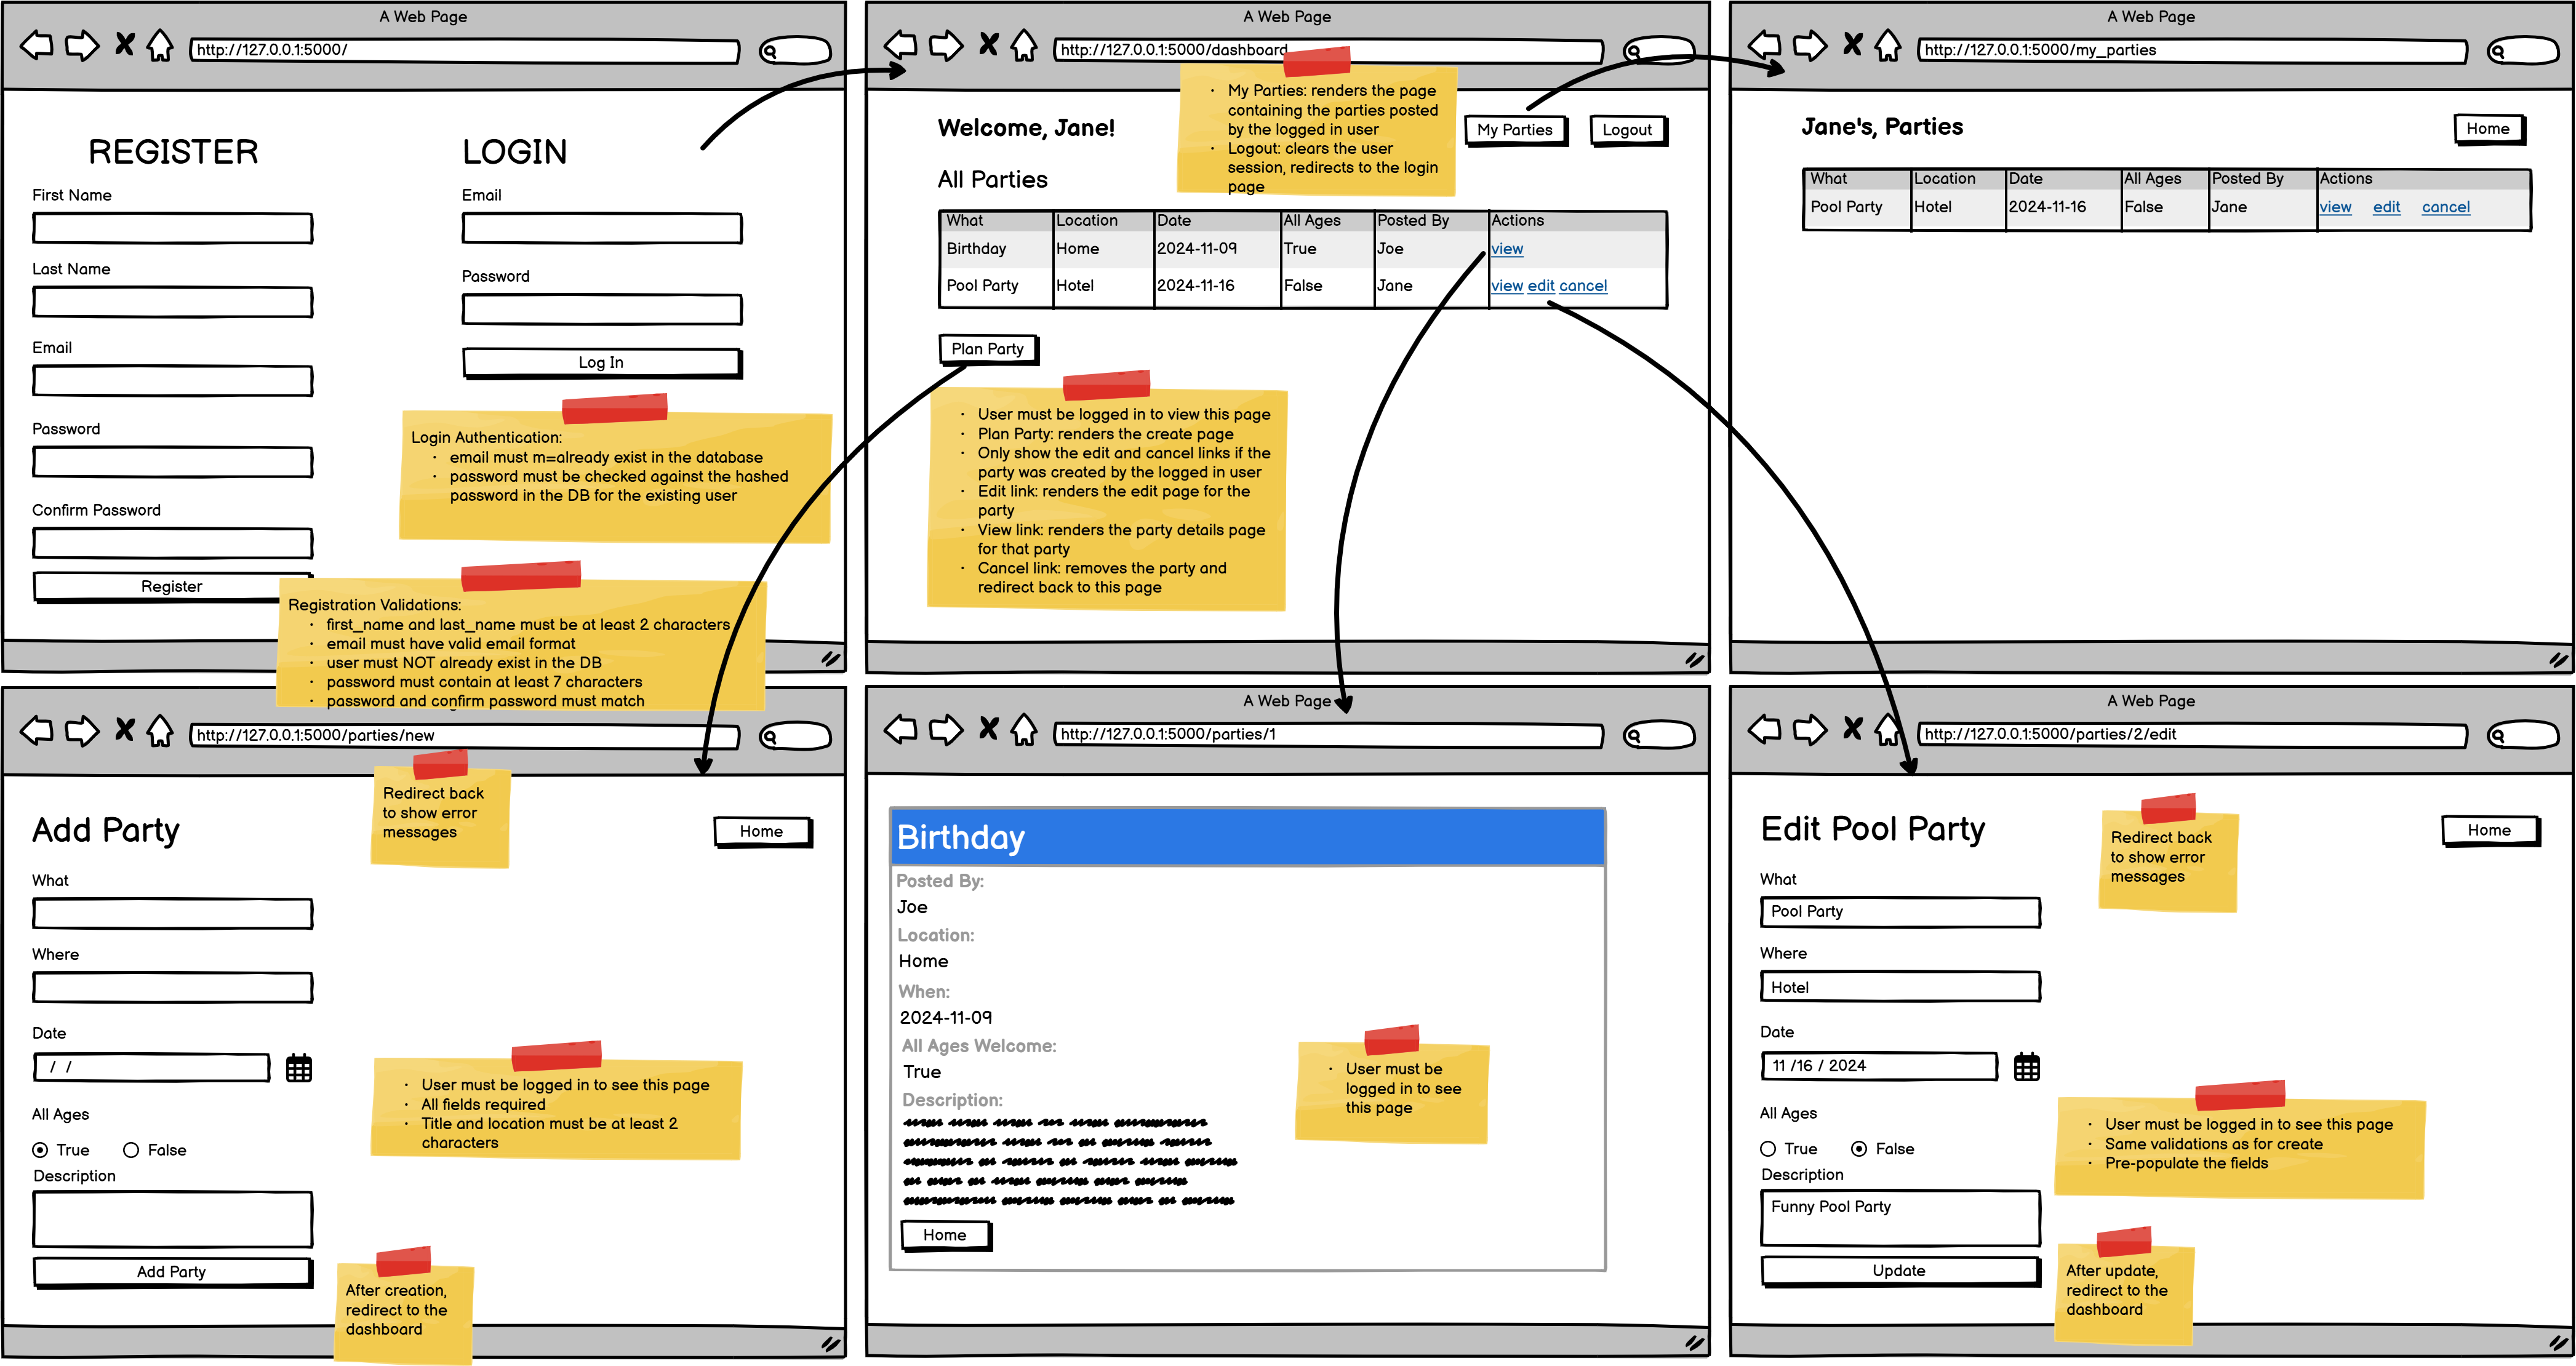 A Web Page
http://127.0.0.1:5000/
REGISTER
First Name
Last Name
Email
Password
Confirm Password
Register
LOGIN
Email
Password
Log In
Login Authentication:
• email must m=already exist in the database
• password must be checked against the hashed
password in the DB for the existing user
Registration Validations:
• first_name and last_name must be at least 2 characters
• email must have valid email format
• user must NOT already exist in the DB
• password must contain at least 7 characters
• password and confirm password must match
A Web Page
http://127.0.0.1:5000/dashboard
Welcome, Jane!
• My Parties: renders the page
containing the parties posted
by the logged in user
• Logout: clears the user
session, redirects to the login
page
My Parties
Logout
All Parties
What Location Date All Ages Posted By Actions
Birthday Home 2024-11-09 True Joe view
Pool Party Hotel 2024-11-16 False Jane view edit cancel
Plan Party
• User must be logged in to view this page
• Plan Party: renders the create page
• Only show the edit and cancel links if the
party was created by the logged in user
• Edit link: renders the edit page for the
party
• View link: renders the party details page
for that party
• Cancel link: removes the party and
redirect back to this page
A Web Page
http://127.0.0.1:5000/my_parties
Jane's, Parties
Home
What Location Date All Ages Posted By Actions
Pool Party Hotel 2024-11-16 False Jane view edit cancel
http://127.0.0.1:5000/parties/new
Add Party
Redirect back
to show error
messages
Home
What
Where
Date
/ /
All Ages
True False
Description
Add Party
• User must be logged in to see this page
• All fields required
• Title and location must be at least 2
characters
After creation,
redirect to the
dashboard
A Web Page
http://127.0.0.1:5000/parties/1
Birthday
Posted By:
Joe
Location:
Home
When:
2024-11-09
All Ages Welcome:
True
Description:
Home
• User must be
logged in to see
this page
A Web Page
http://127.0.0.1:5000/parties/2/edit
Edit Pool Party
Redirect back
to show error
messages
Home
What
Pool Party
Where
Hotel
Date
11 /16 / 2024
All Ages
True False
Description
Funny Pool Party
Update
• User must be logged in to see this page
• Same validations as for create
• Pre-populate the fields
After update,
redirect to the
dashboard